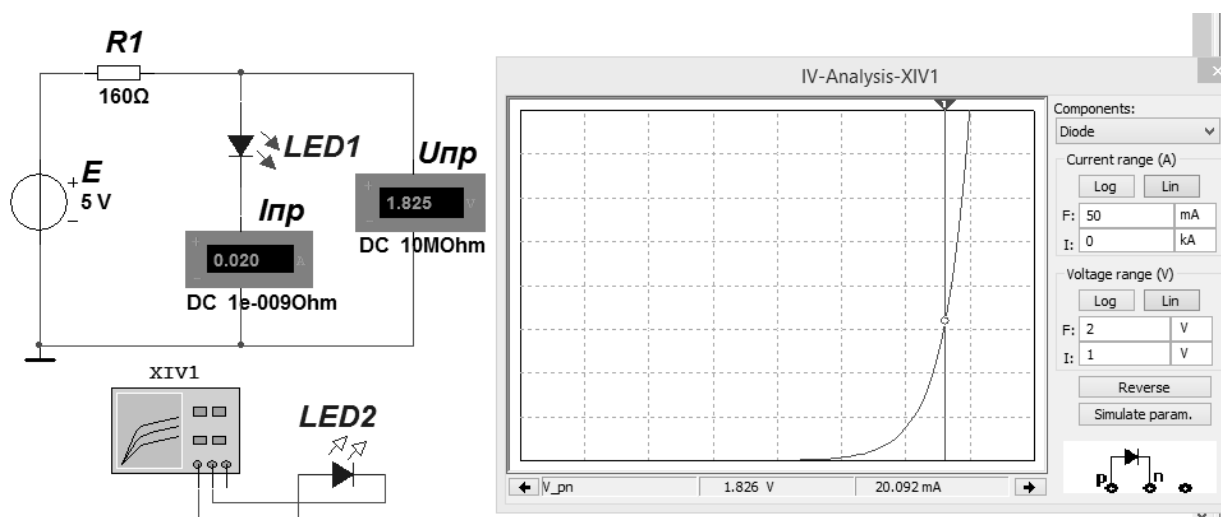 R1
160Ω
E
+
5 V
−
LED1
Uпр
+
1.825 V
−
DC 10MOhm
Iпр
+
0.020 A
−
DC 1e-009Ohm
XIV1
LED2
IV-Analysis-XIV1
×
1
Components:
Diode
Current range (A)
Log Lin
F: 50 mA
I: 0 kA
Voltage range (V)
Log Lin
F: 2 V
I: 1 V
Reverse
Simulate param.
p n
V_pn 1.826 V 20.092 mA